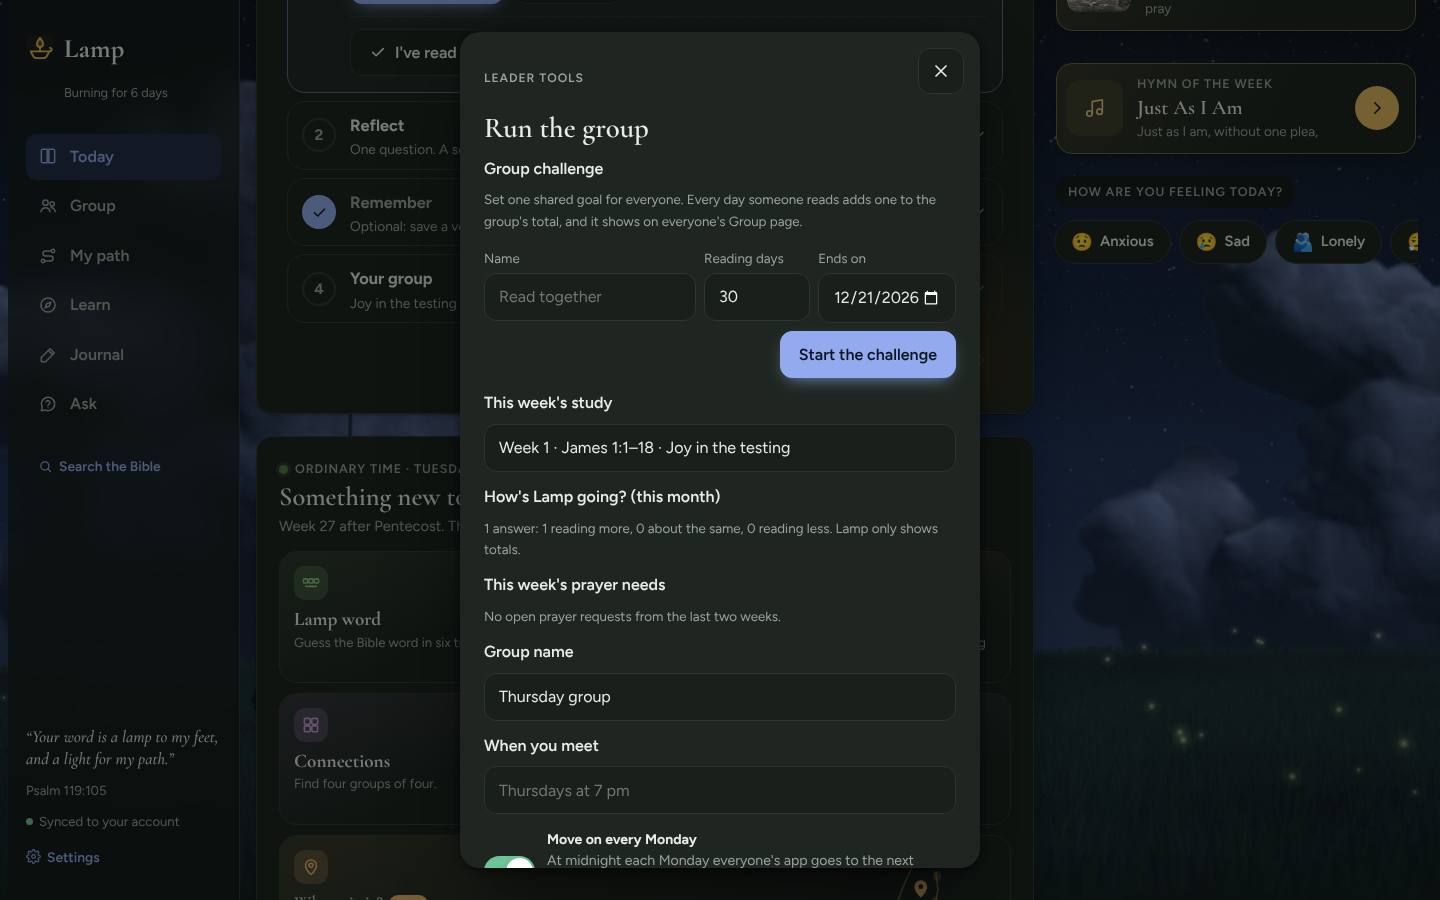 Lamp
Burning for 6 days
Today
Group
My path
Learn
Journal
Ask
Search the Bible
“Your word is a lamp to my feet,
and a light for my path.”
Psalm 119:105
Synced to your account
Settings
I've read
2
Reflect
One question. A s
Remember
Optional: save a v
4
Your group
Joy in the testing
ORDINARY TIME · TUESD
Something new to
Week 27 after Pentecost. Th
Lamp word
Guess the Bible word in six t
Connections
Find four groups of four.
LEADER TOOLS
Run the group
Group challenge
Set one shared goal for everyone. Every day someone reads adds one to the
group's total, and it shows on everyone's Group page.
Name
Reading days
Ends on
Read together
30
12/21/2026
Start the challenge
This week's study
Week 1 · James 1:1–18 · Joy in the testing
How's Lamp going? (this month)
1 answer: 1 reading more, 0 about the same, 0 reading less. Lamp only shows
totals.
This week's prayer needs
No open prayer requests from the last two weeks.
Group name
Thursday group
When you meet
Thursdays at 7 pm
Move on every Monday
At midnight each Monday everyone's app goes to the next
pray
HYMN OF THE WEEK
Just As I Am
Just as I am, without one plea,
HOW ARE YOU FEELING TODAY?
Anxious
Sad
Lonely